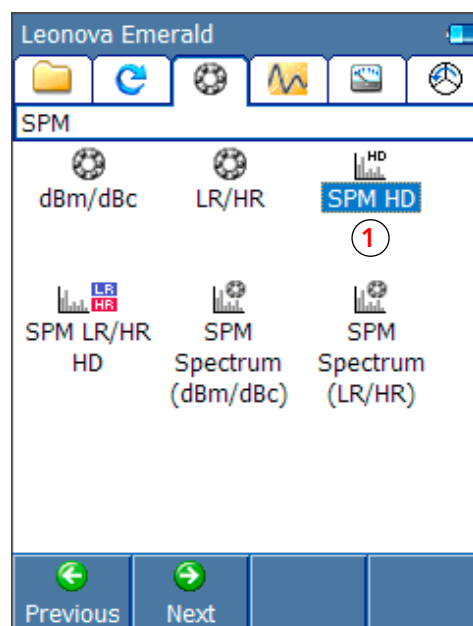 Leonova Emerald
SPM
dBm/dBc LR/HR HD SPM HD
1
LR HR SPM LR/HR HD
SPM Spectrum (dBm/dBc)
SPM Spectrum (LR/HR)
Previous Next